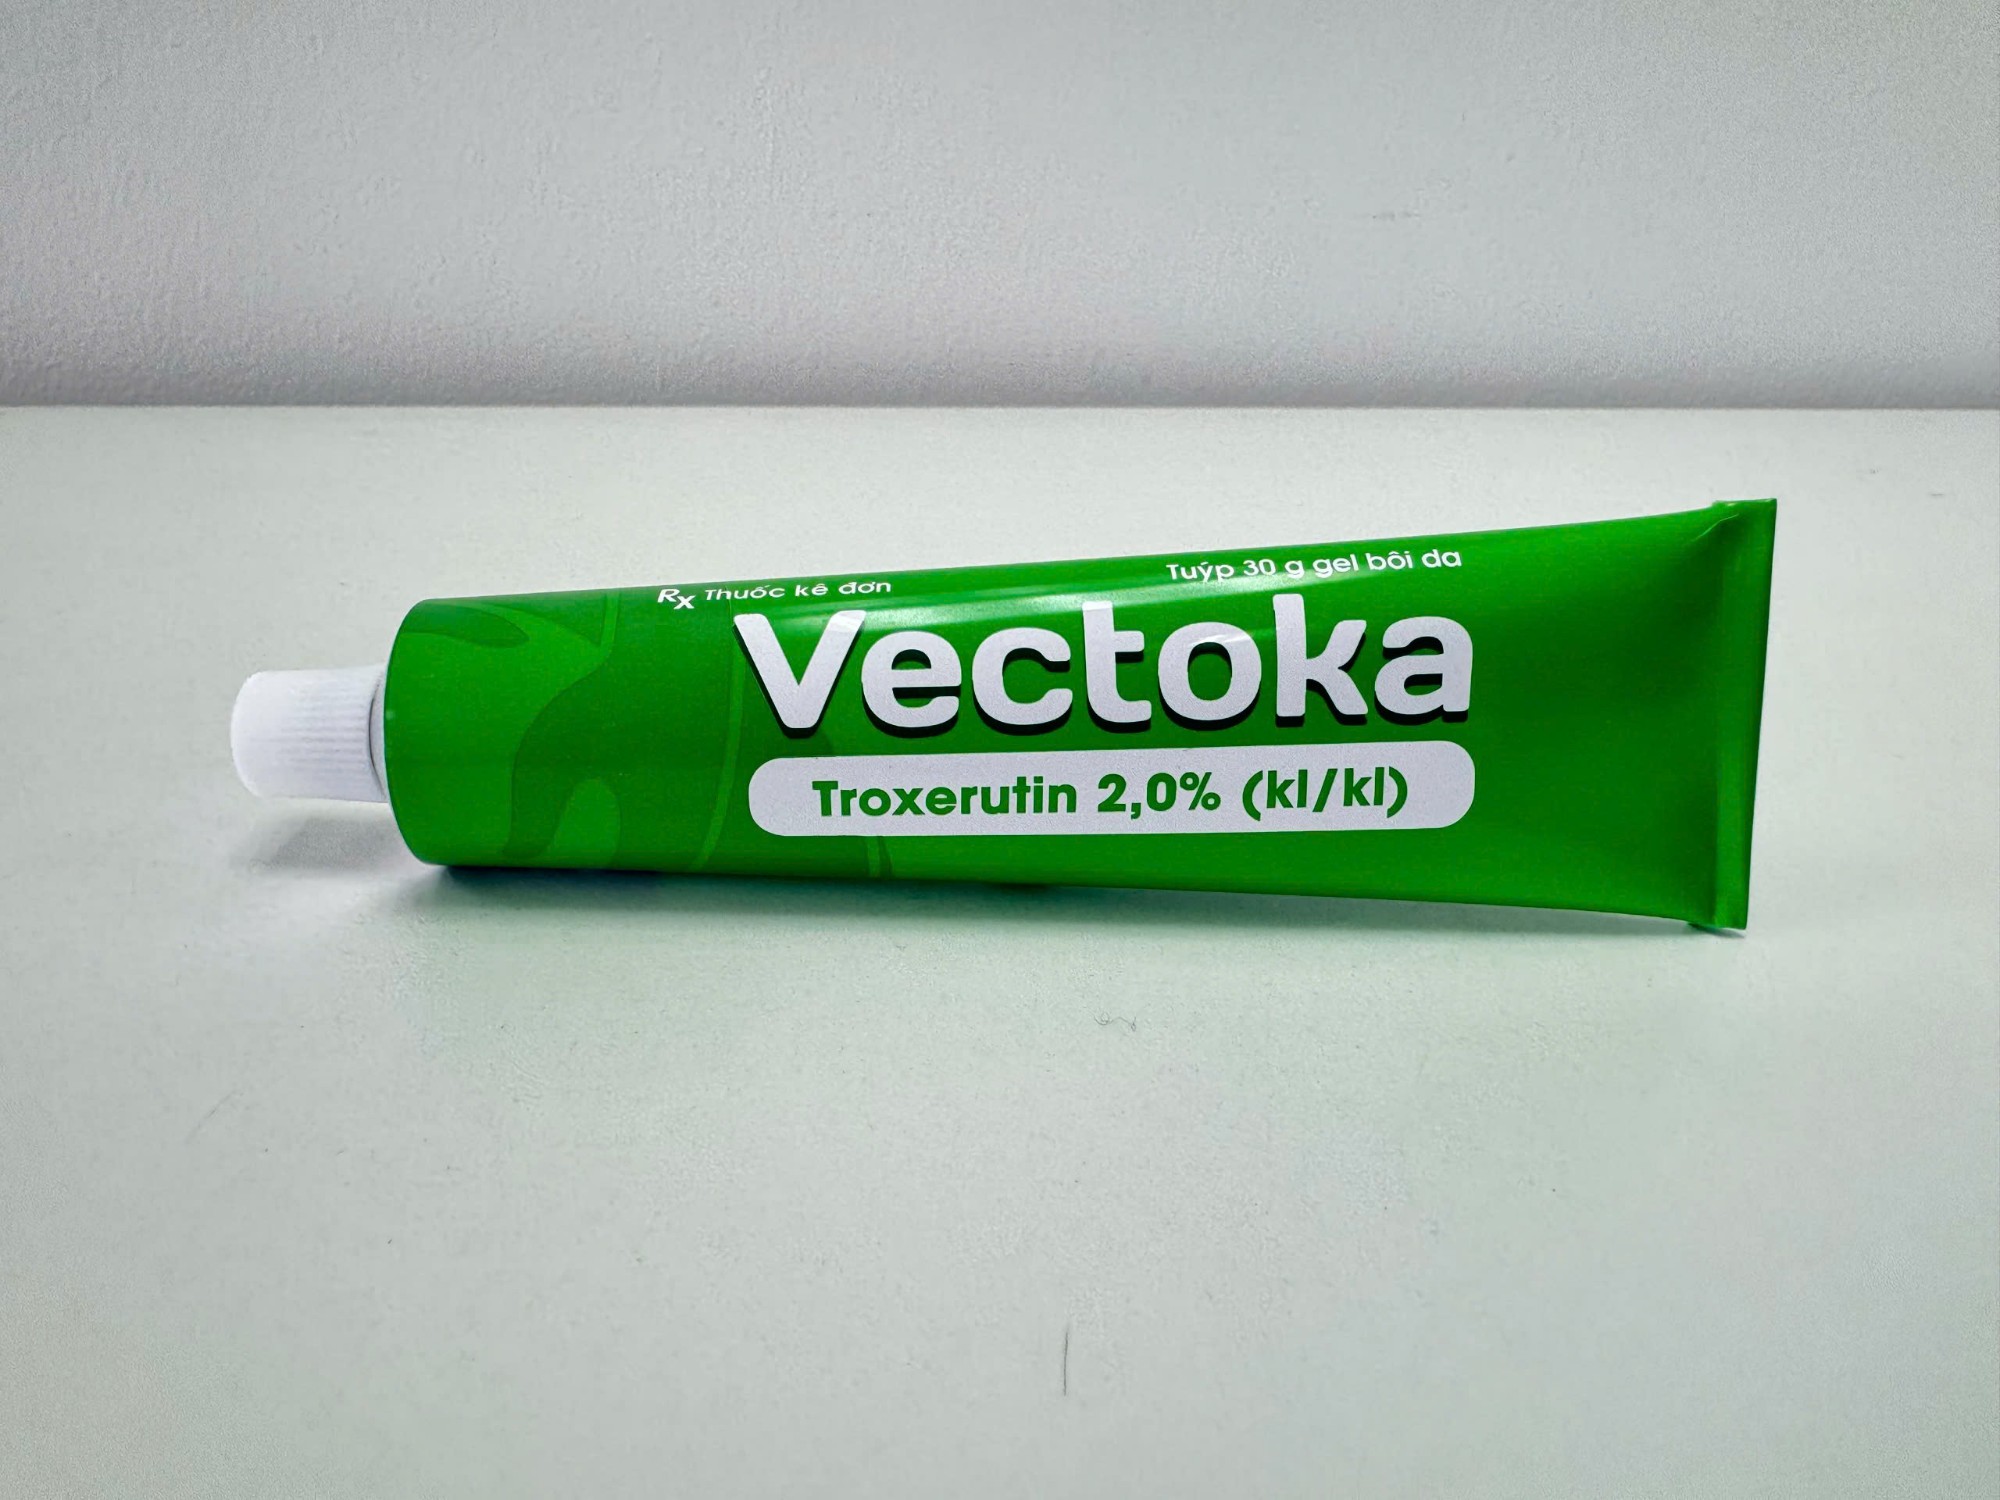 Rx Thuốc kê đơn
Tuýp 30 g gel bôi da
Vectoka
Troxerutin 2,0% (kl/kl)